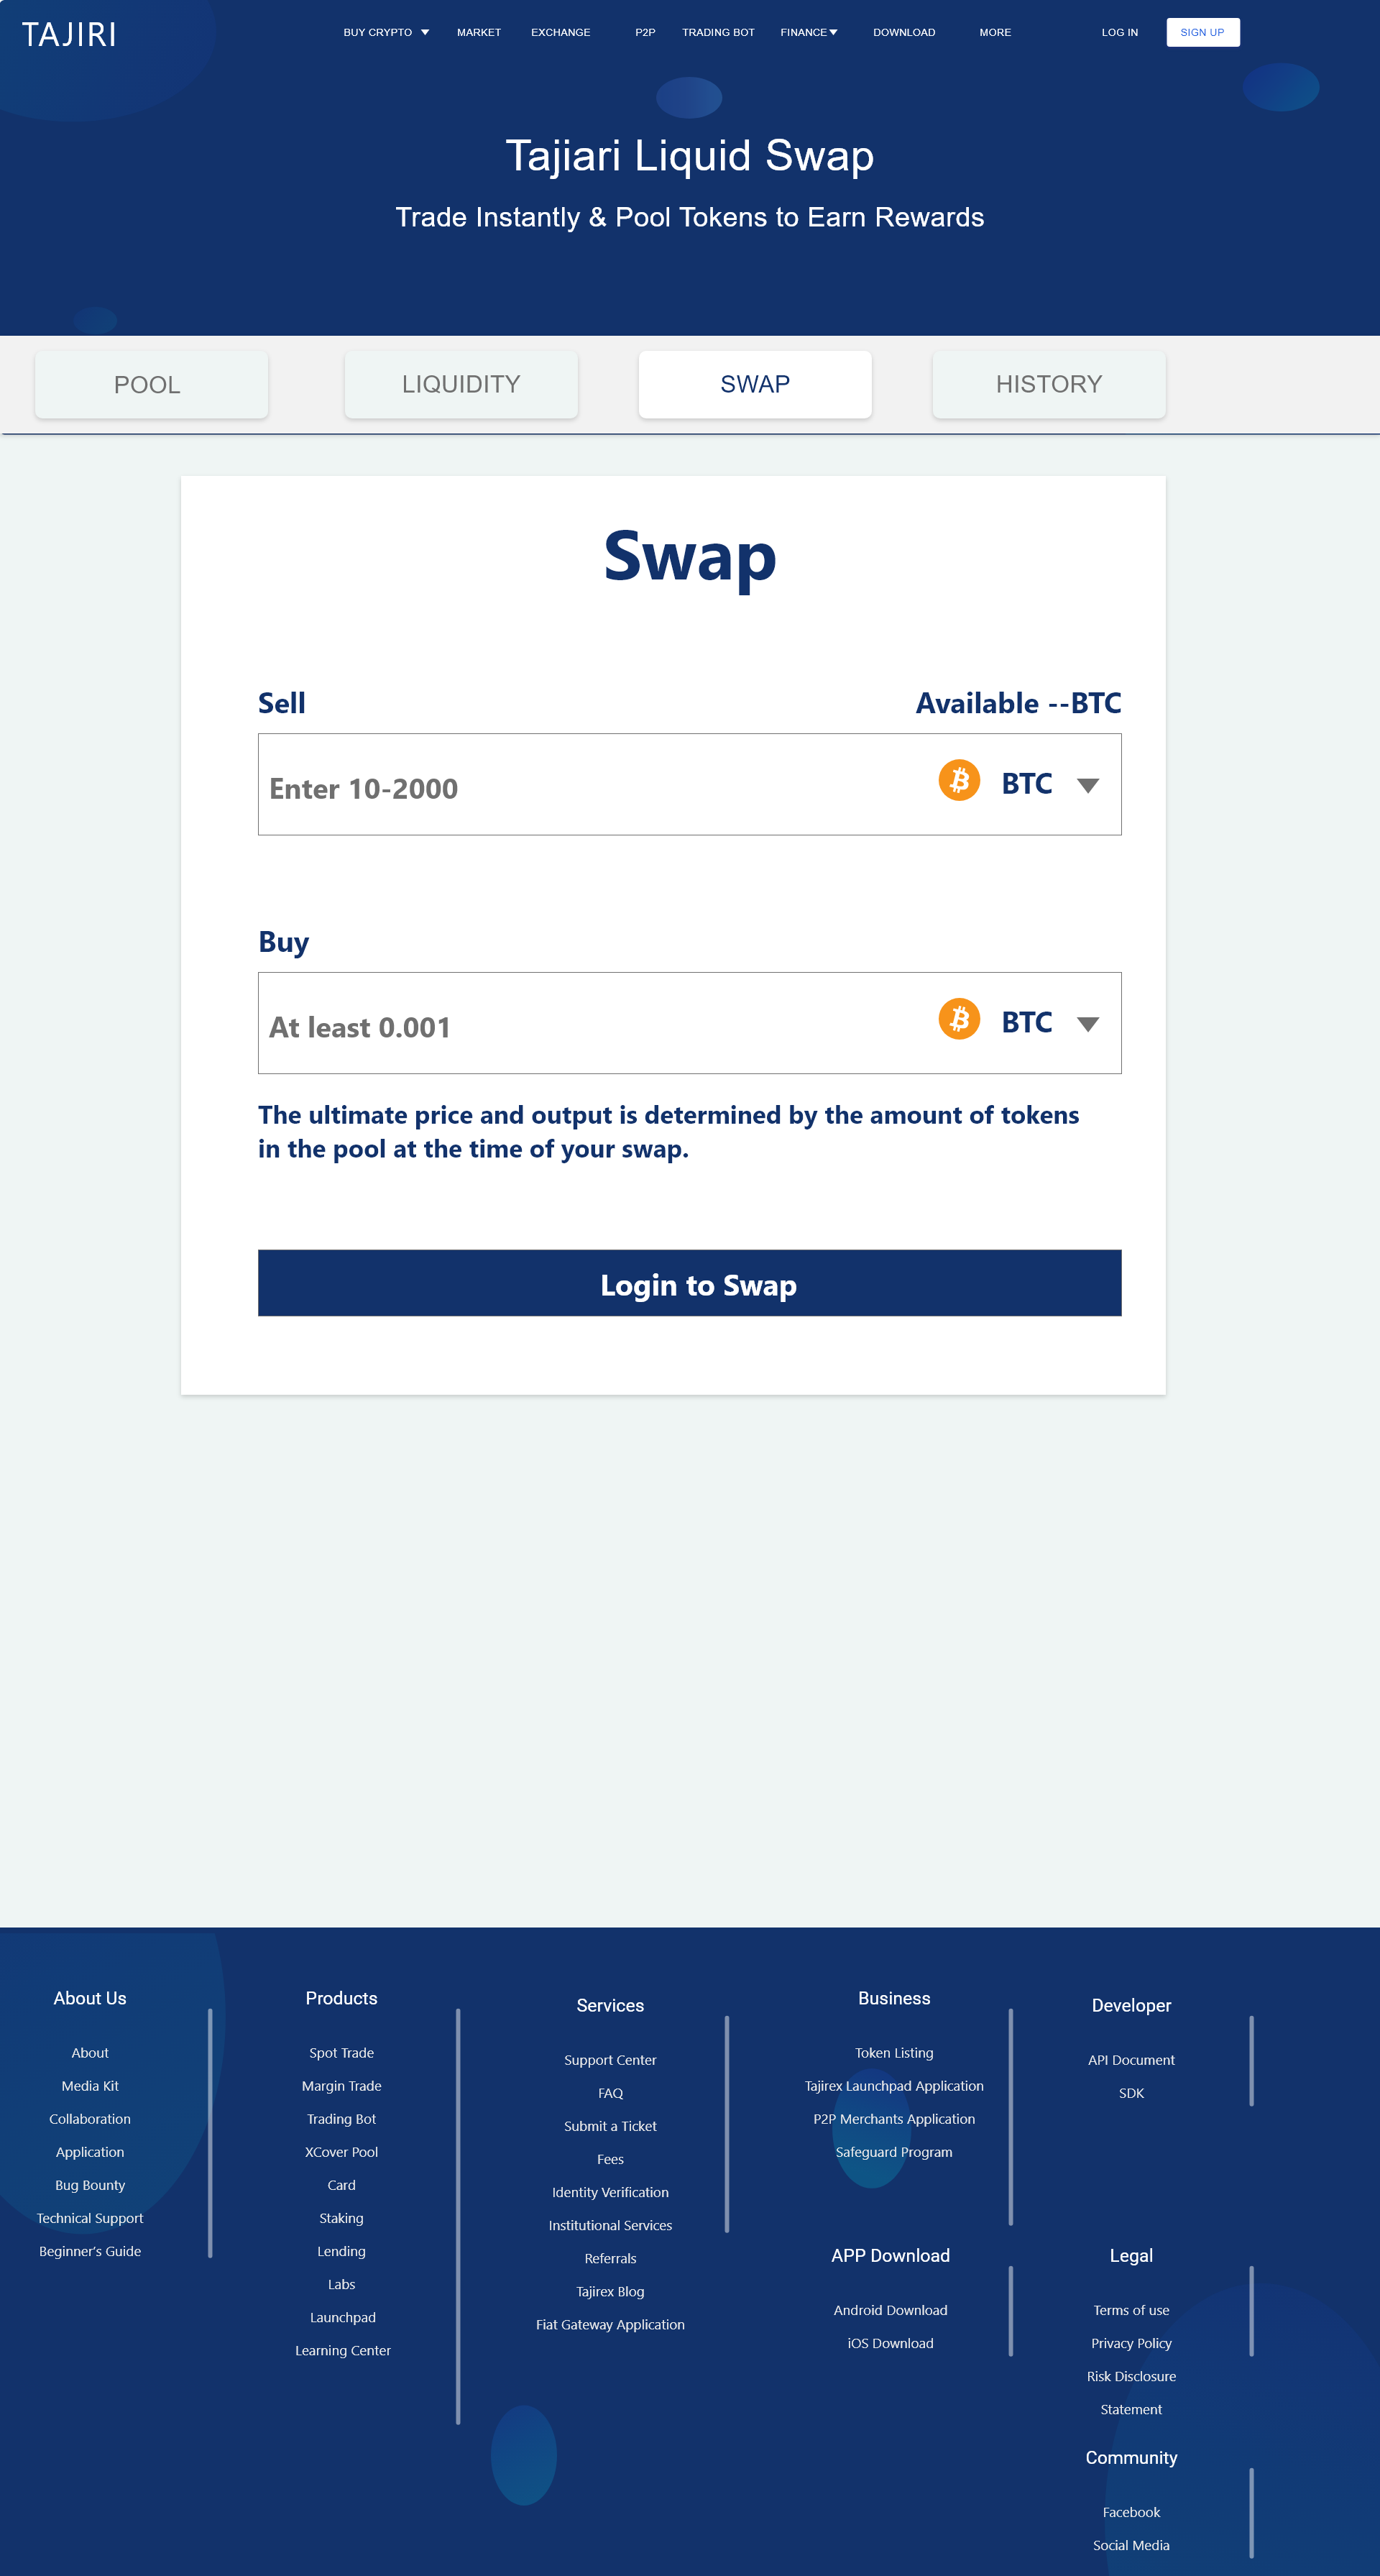 TAJIRI
BUY CRYPTO
MARKET
EXCHANGE
P2P
TRADING BOT
FINANCE
DOWNLOAD
MORE
LOG IN
SIGN UP
Tajiari Liquid Swap
Trade Instantly & Pool Tokens to Earn Rewards
POOL
LIQUIDITY
SWAP
HISTORY
Swap
Sell
Available --BTC
Enter 10-2000
BTC
Buy
At least 0.001
BTC
The ultimate price and output is determined by the amount of tokens
in the pool at the time of your swap.
Login to Swap
About Us
About
Media Kit
Collaboration
Application
Bug Bounty
Technical Support
Beginner's Guide
Products
Spot Trade
Margin Trade
Trading Bot
XCover Pool
Card
Staking
Lending
Labs
Launchpad
Learning Center
Services
Support Center
FAQ
Submit a Ticket
Fees
Identity Verification
Institutional Services
Referrals
Tajirex Blog
Fiat Gateway Application
Business
Token Listing
Tajirex Launchpad Application
P2P Merchants Application
Safeguard Program
APP Download
Android Download
iOS Download
Developer
API Document
SDK
Legal
Terms of use
Privacy Policy
Risk Disclosure
Statement
Community
Facebook
Social Media